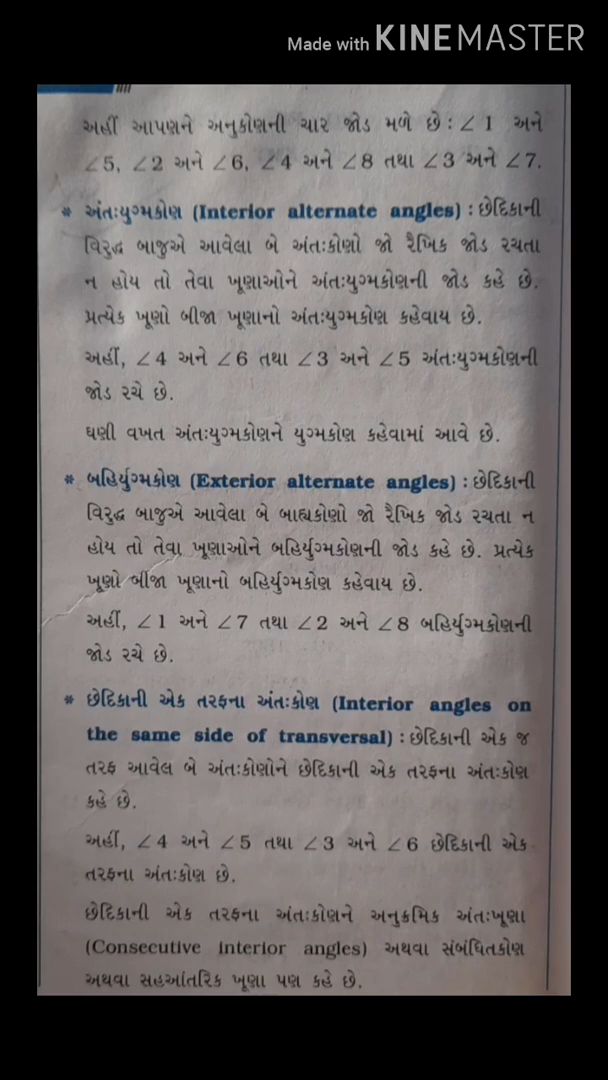 Made with KINEMASTER
અહીં આપણને અનુકોણની ચાર જોડ મળે છે : ∠1 અને
∠5, ∠2 અને ∠6, ∠4 અને ∠8 તથા ∠3 અને ∠7.
* અંતઃયુગ્મકોણ (Interior alternate angles) : છેદિકાની
વિરુદ્ધ બાજુએ આવેલા બે અંતઃકોણો જો રૈખિક જોડ રચતા
ન હોય તો તેવા ખૂણાઓને અંતઃયુગ્મકોણની જોડ કહે છે.
પ્રત્યેક ખૂણો બીજા ખૂણાનો અંતઃયુગ્મકોણ કહેવાય છે.
અહીં, ∠4 અને ∠6 તથા ∠3 અને ∠5 અંતઃયુગ્મકોણની
જોડ રચે છે.
ઘણી વખત અંતઃયુગ્મકોણને યુગ્મકોણ કહેવામાં આવે છે.
* બહિર્યુગ્મકોણ (Exterior alternate angles) : છેદિકાની
વિરુદ્ધ બાજુએ આવેલા બે બાહ્યકોણો જો રૈખિક જોડ રચતા ન
હોય તો તેવા ખૂણાઓને બહિર્યુગ્મકોણની જોડ કહે છે. પ્રત્યેક
ખૂણો બીજા ખૂણાનો બહિર્યુગ્મકોણ કહેવાય છે.
અહીં, ∠1 અને ∠7 તથા ∠2 અને ∠8 બહિર્યુગ્મકોણની
જોડ રચે છે.
* છેદિકાની એક તરફના અંતઃકોણ (Interior angles on
the same side of transversal) : છેદિકાની એક જ
તરફ આવેલ બે અંતઃકોણોને છેદિકાની એક તરફના અંતઃકોણ
કહે છે.
અહીં, ∠4 અને ∠5 તથા ∠3 અને ∠6 છેદિકાની એક
તરફના અંતઃકોણ છે.
છેદિકાની એક તરફના અંતઃકોણને અનુક્રમિક અંતઃખૂણા
(Consecutive interior angles) અથવા સંબંધિતકોણ
અથવા સહઆંતરિક ખૂણા પણ કહે છે.